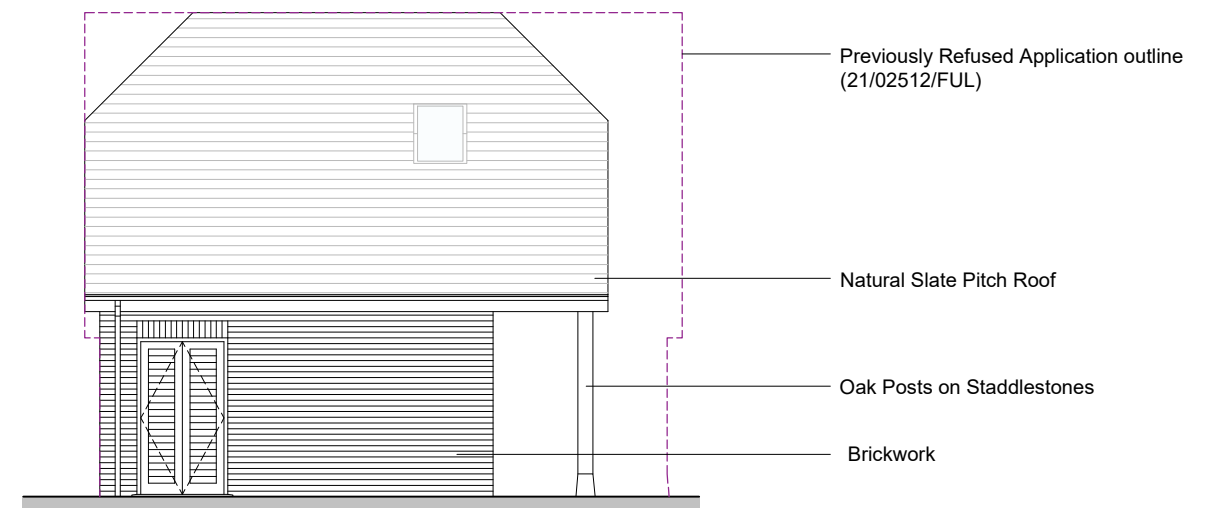 Previously Refused Application outline
(21/02512/FUL)
Natural Slate Pitch Roof
Oak Posts on Staddlestones
Brickwork